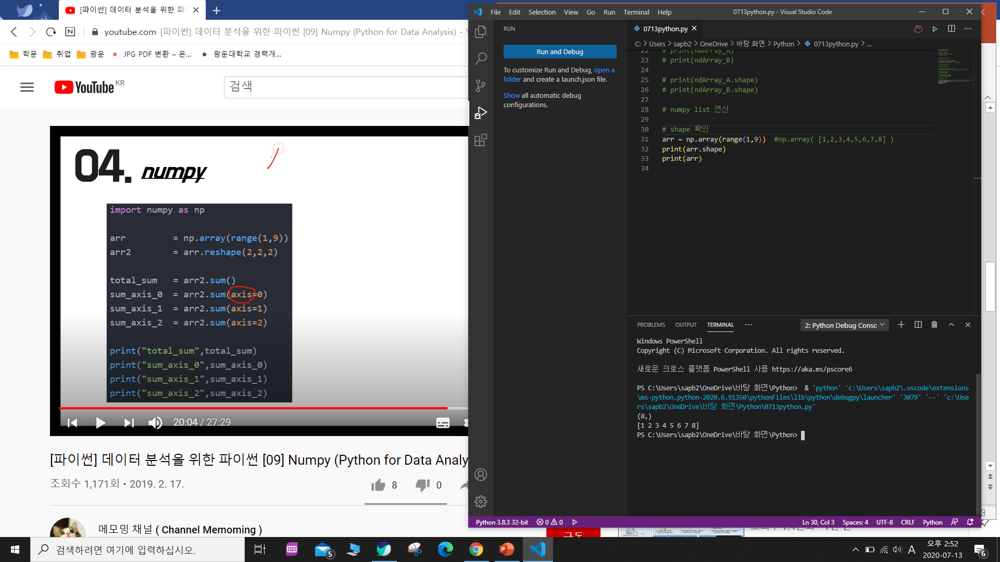 [파이썬] 데이터 분석을 위한 파이
youtube.com [파이썬] 데이터 분석을 위한 파이썬 [09] Numpy (Python for Data Analysis) -
학문 취업 광운 JPG PDF 변환 – 온... 광운대학교 경력개...
YouTube KR
검색
04. numpy
import numpy as np
arr = np.array(range(1,9))
arr2 = arr.reshape(2,2,2)
total_sum = arr2.sum()
sum_axis_0 = arr2.sum(axis=0)
sum_axis_1 = arr2.sum(axis=1)
sum_axis_2 = arr2.sum(axis=2)
print("total_sum",total_sum)
print("sum_axis_0",sum_axis_0)
print("sum_axis_1",sum_axis_1)
print("sum_axis_2",sum_axis_2)
20:04 / 27:29
[파이썬] 데이터 분석을 위한 파이썬 [09] Numpy (Python for Data Analy
조회수 1,171회 • 2019. 2. 17.
8 0
메모밍 채널 ( Channel Memoming )
File Edit Selection View Go Run Terminal Help
0713python.py - Visual Studio Code
RUN
Run and Debug
To customize Run and Debug, open a
folder and create a launch.json file.
Show all automatic debug
configurations.
0713python.py
C: > Users > sapb2 > OneDrive > 바탕 화면 > Python > 0713python.py > ...
22 # print(ndArray_A)
23 # print(ndArray_B)
24
25 # print(ndArray_A.shape)
26 # print(ndArray_B.shape)
27
28 # numpy list 연산
29
30 # shape 확인
31 arr = np.array(range(1,9)) #np.array( [1,2,3,4,5,6,7,8] )
32 print(arr.shape)
33 print(arr)
34
PROBLEMS OUTPUT TERMINAL ...
2: Python Debug Consc
Windows PowerShell
Copyright (C) Microsoft Corporation. All rights reserved.
새로운 크로스 플랫폼 PowerShell 사용 https://aka.ms/pscore6
PS C:\Users\sapb2\OneDrive\바탕 화면\Python> & 'python' 'c:\Users\sapb2\.vscode\extensions
\ms-python.python-2020.6.91350\pythonFiles\lib\python\debugpy\launcher' '3079' '--' 'c:\Use
rs\sapb2\OneDrive\바탕 화면\Python\0713python.py'
(8,)
[1 2 3 4 5 6 7 8]
PS C:\Users\sapb2\OneDrive\바탕 화면\Python>
Python 3.8.3 32-bit 0 0
Ln 30, Col 3 Spaces: 4 UTF-8 CRLF Python
검색하려면 여기에 입력하십시오.
5
A
오후 2:52
2020-07-13
6